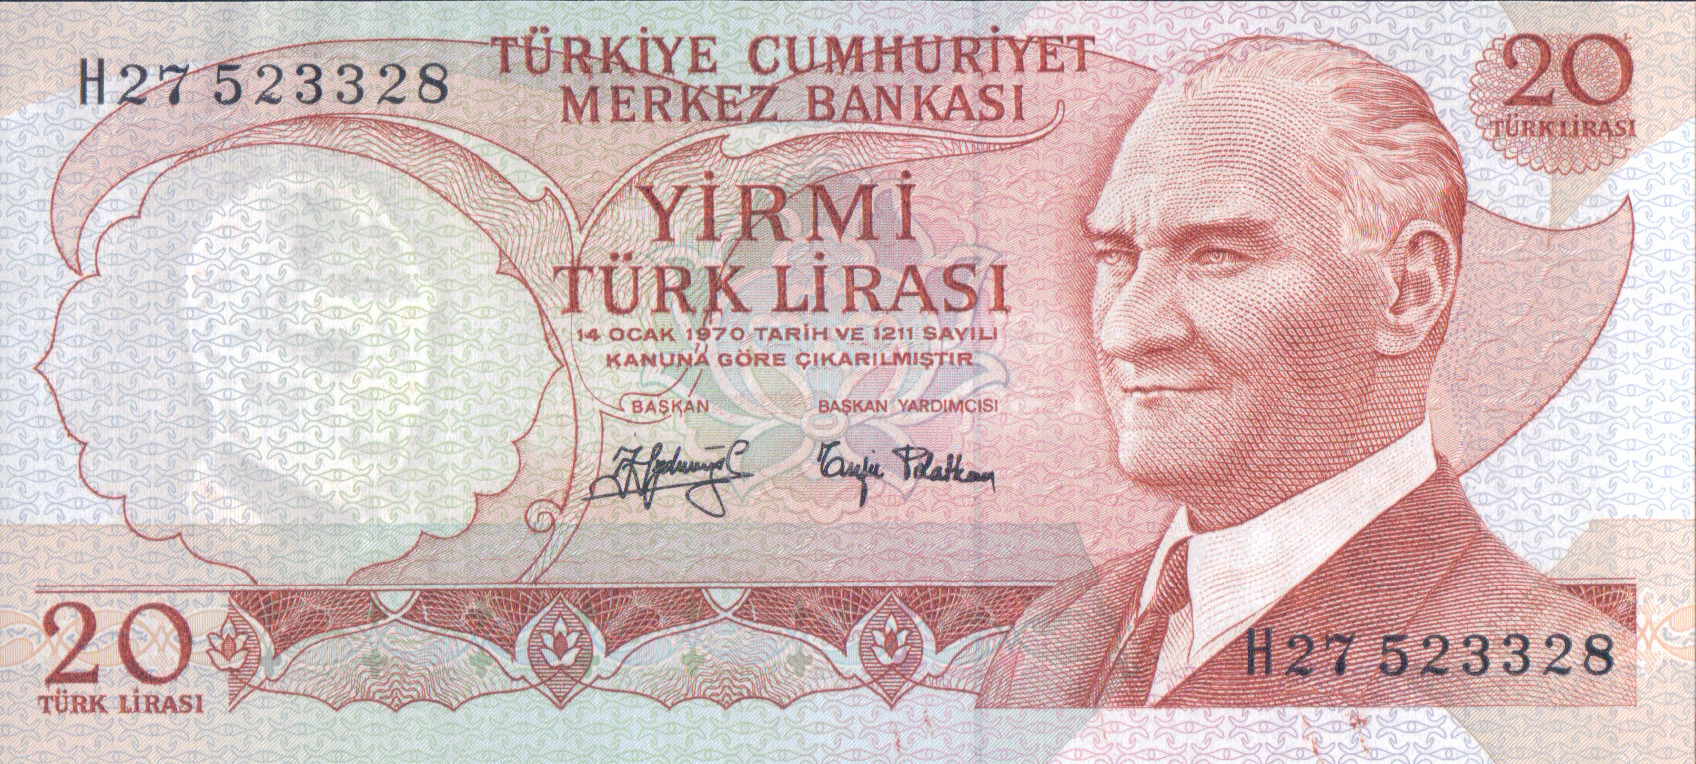 H27 523328
TÜRKİYE CUMHURİYET
MERKEZ BANKASI
20
TÜRK LİRASI
YİRMİ
TÜRK LİRASI
14 OCAK 1970 TARİH VE 1211 SAYILI
KANUNA GÖRE ÇIKARILMIŞTIR
BAŞKAN BAŞKAN YARDIMCISI
20
TÜRK LİRASI
H27 523328